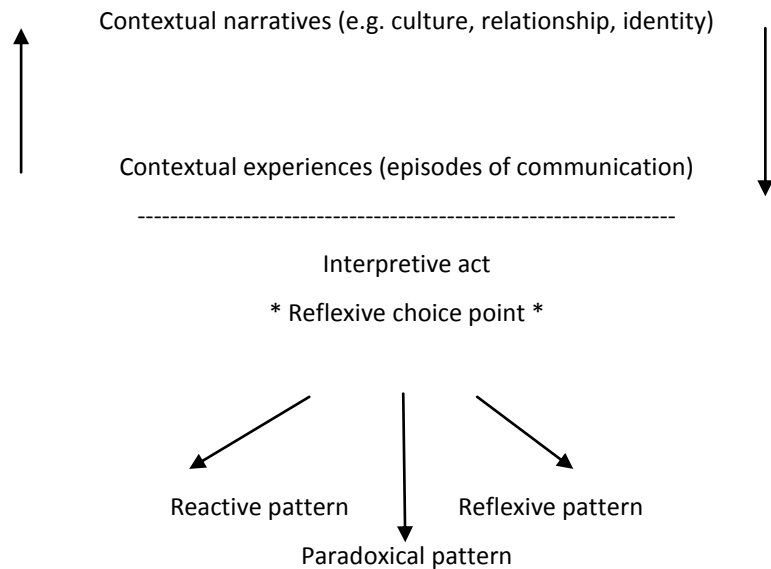 Contextual narratives (e.g. culture, relationship, identity)
Contextual experiences (episodes of communication)
-------------------------------------------------------------------
Interpretive act
* Reflexive choice point *
Reactive pattern
Reflexive pattern
Paradoxical pattern